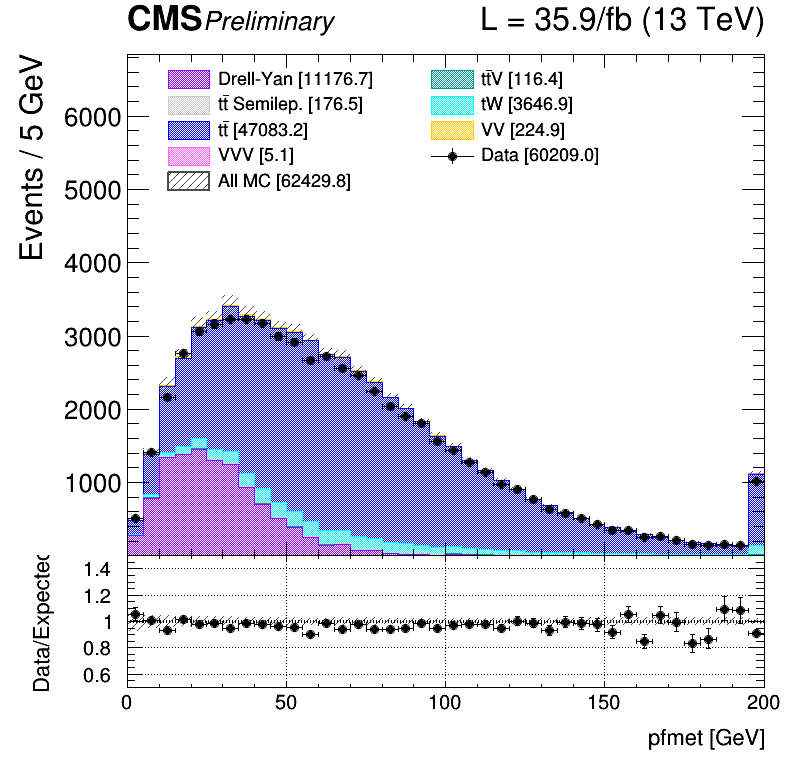 CMS Preliminary L = 35.9/fb (13 TeV)
Events / 5 GeV
Drell-Yan [11176.7]
tt̄ Semilep. [176.5]
tt̄ [47083.2]
VVV [5.1]
All MC [62429.8]
tt̄V [116.4]
tW [3646.9]
VV [224.9]
Data [60209.0]
6000
5000
4000
3000
2000
1000
Data/Expected
1.4
1.2
1
0.8
0.6
0 50 100 150 200
pfmet [GeV]